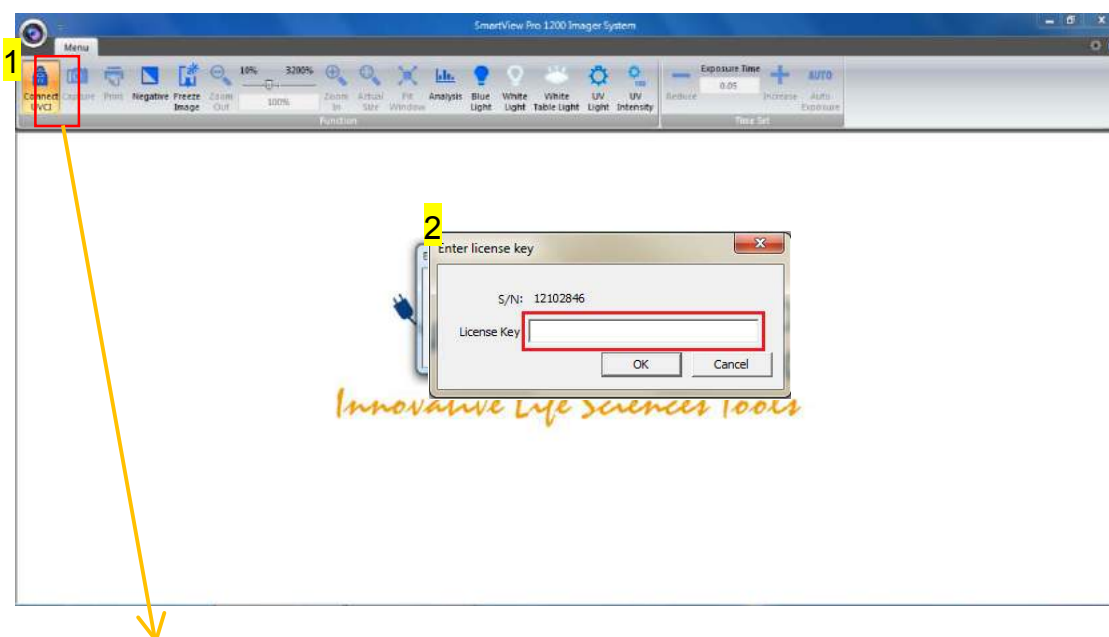 SmartView Pro 1200 Imager System
Menu
1
Connect UVCI
Capture
Print
Negative
Freeze Image
Zoom Out
10% 3200%
100%
Zoom In
Actual Size
Fit Window
Analysis
Blue Light
White Light
White Table Light
UV Light
UV Intensity
Function
Reduce
Exposure Time
0.05
Increase
AUTO
Auto Exposure
Time Set
2
Enter license key
S/N: 12102846
License Key
OK Cancel
Innovative Life Sciences Tools